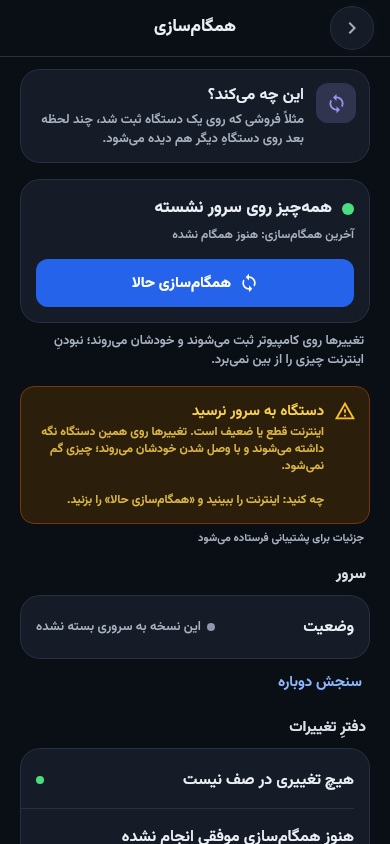 همگام‌سازی
این چه می‌کند؟
مثلاً فروشی که روی یک دستگاه ثبت شد، چند لحظه
بعد روی دستگاهِ دیگر هم دیده می‌شود.
همه‌چیز روی سرور نشسته
آخرین همگام‌سازی: هنوز همگام نشده
همگام‌سازی حالا
تغییرها روی کامپیوتر ثبت می‌شوند و خودشان می‌روند؛ نبودنِ
اینترنت چیزی را از بین نمی‌برد.
دستگاه به سرور نرسید
اینترنت قطع یا ضعیف است. تغییرها روی همین دستگاه نگه
داشته می‌شوند و با وصل شدن خودشان می‌روند؛ چیزی گم
نمی‌شود.
چه کنید: اینترنت را ببینید و «همگام‌سازی حالا» را بزنید.
جزئیات برای پشتیبانی فرستاده می‌شود
سرور
وضعیت
این نسخه به سروری بسته نشده
سنجش دوباره
دفترِ تغییرات
هیچ تغییری در صف نیست
هنوز همگام‌سازی موفقی انجام نشده